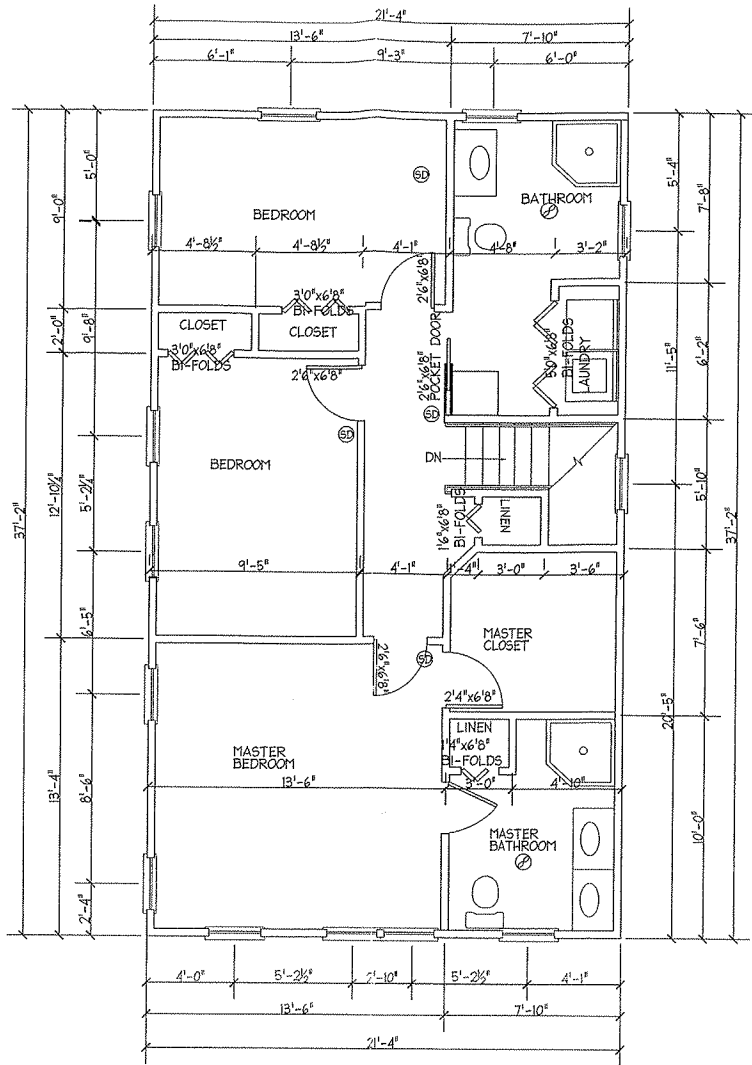 21'-4"
13'-6"
7'-10"
6'-1"
9'-3"
6'-0"
37'-2"
9'-0"
2'-0"
12'-10¼"
13'-4"
5'-0"
9'-8"
5'-2¼"
6'-5"
8'-6"
2'-4"
SD
BEDROOM
BATHROOM
4'-8½"
4'-8½"
4'-1"
4'-8"
3'-2"
2'6"x6'8"
3'0"x6'8"
BI-FOLDS
CLOSET
CLOSET
3'0"x6'8"
BI-FOLDS
2'6"x6'8"
2'6"x6'8"
POCKET DOOR
5'0"x6'8"
BI-FOLDS
LAUNDRY
SD
SD
BEDROOM
DN
1'6"x6'8"
BI-FOLDS
LINEN
9'-5"
4'-1"
1'-4"
3'-0"
3'-6"
MASTER
CLOSET
2'6"x6'8"
SD
2'4"x6'8"
LINEN
1'4"x6'8"
BI-FOLDS
MASTER
BEDROOM
13'-6"
3'-0"
4'-10"
MASTER
BATHROOM
5'-4"
11'-5"
20'-5"
7'-8"
6'-2"
5'-10"
7'-6"
10'-0"
37'-2"
4'-0"
5'-2½"
2'-10"
5'-2½"
4'-1"
13'-6"
7'-10"
21'-4"